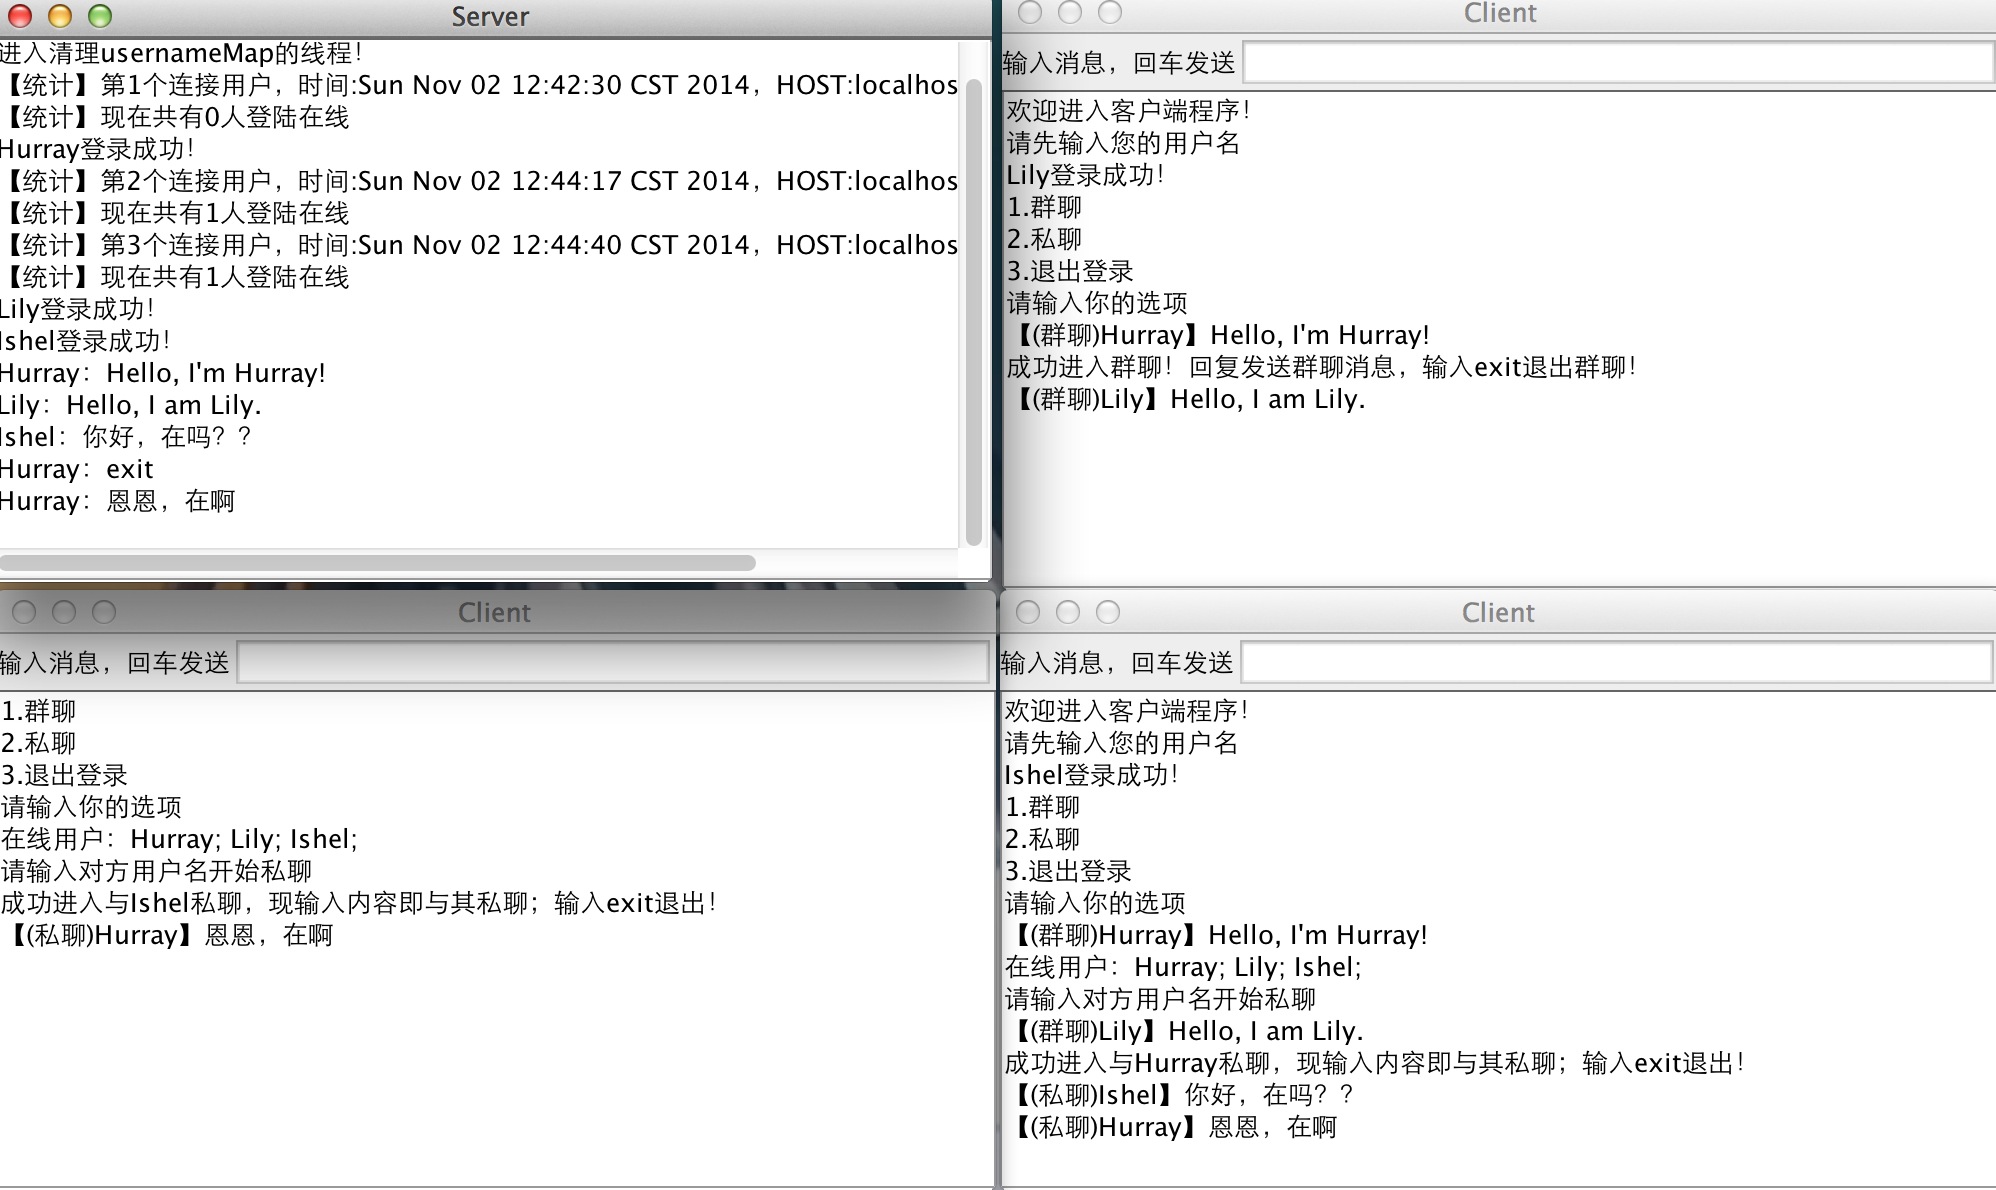 Server
进入清理usernameMap的线程！
【统计】第1个连接用户，时间:Sun Nov 02 12:42:30 CST 2014，HOST:localhos
【统计】现在共有0人登陆在线
Hurray登录成功！
【统计】第2个连接用户，时间:Sun Nov 02 12:44:17 CST 2014，HOST:localhos
【统计】现在共有1人登陆在线
【统计】第3个连接用户，时间:Sun Nov 02 12:44:40 CST 2014，HOST:localhos
【统计】现在共有1人登陆在线
Lily登录成功！
Ishel登录成功！
Hurray：Hello, I'm Hurray!
Lily：Hello, I am Lily.
Ishel：你好，在吗？？
Hurray：exit
Hurray：恩恩，在啊
Client
输入消息，回车发送
欢迎进入客户端程序！
请先输入您的用户名
Lily登录成功！
1.群聊
2.私聊
3.退出登录
请输入你的选项
【(群聊)Hurray】Hello, I'm Hurray!
成功进入群聊！回复发送群聊消息，输入exit退出群聊！
【(群聊)Lily】Hello, I am Lily.
Client
输入消息，回车发送
1.群聊
2.私聊
3.退出登录
请输入你的选项
在线用户：Hurray; Lily; Ishel;
请输入对方用户名开始私聊
成功进入与Ishel私聊，现输入内容即与其私聊；输入exit退出！
【(私聊)Hurray】恩恩，在啊
Client
输入消息，回车发送
欢迎进入客户端程序！
请先输入您的用户名
Ishel登录成功！
1.群聊
2.私聊
3.退出登录
请输入你的选项
【(群聊)Hurray】Hello, I'm Hurray!
在线用户：Hurray; Lily; Ishel;
请输入对方用户名开始私聊
【(群聊)Lily】Hello, I am Lily.
成功进入与Hurray私聊，现输入内容即与其私聊；输入exit退出！
【(私聊)Ishel】你好，在吗？？
【(私聊)Hurray】恩恩，在啊